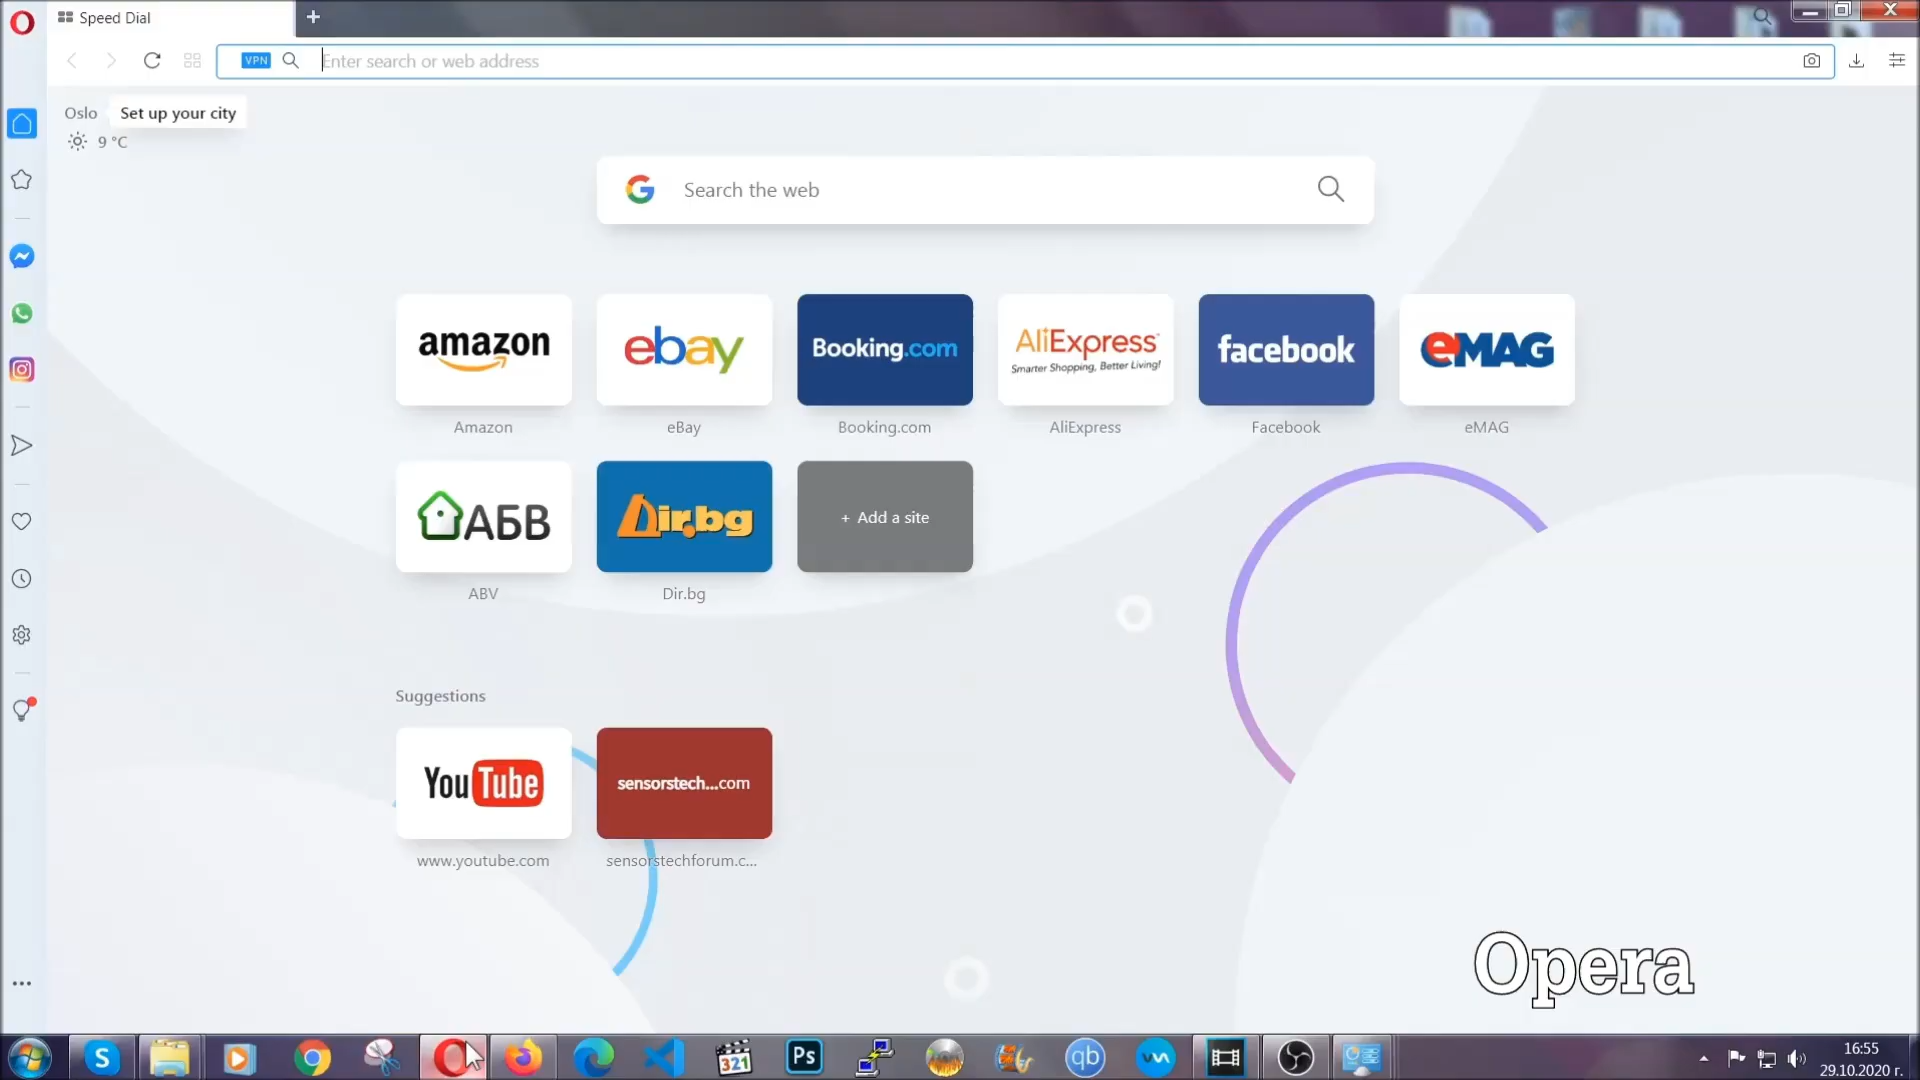 Speed Dial
VPN
Enter search or web address
Oslo
Set up your city
9 °C
Search the web
amazon
ebay
Booking.com
AliExpress
Smarter Shopping, Better Living!
facebook
eMAG
Amazon
eBay
Booking.com
AliExpress
Facebook
eMAG
АБВ
Dir.bg
+ Add a site
ABV
Dir.bg
Suggestions
YouTube
sensorstech...com
www.youtube.com
sensorstechforum.c...
Opera
S
321
Ps
qb
16:55
29.10.2020 г.